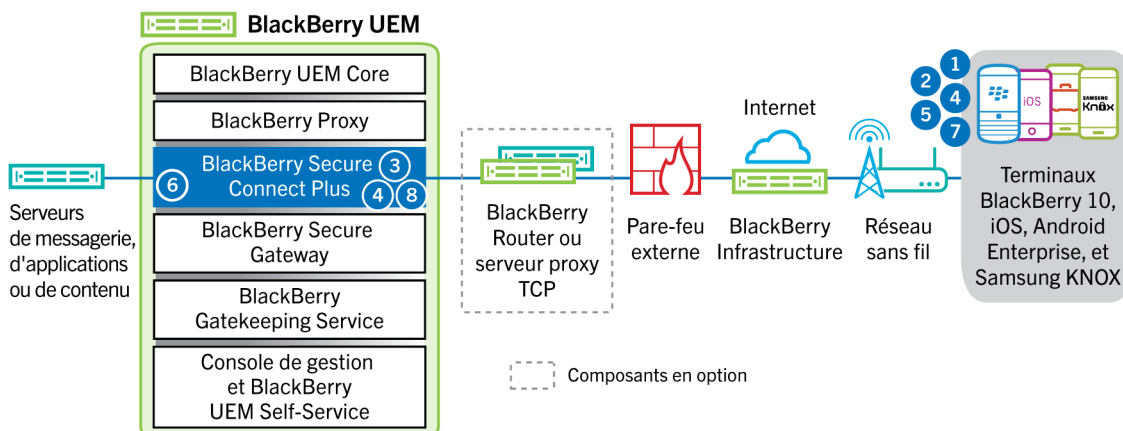 BlackBerry UEM
BlackBerry UEM Core
BlackBerry Proxy
BlackBerry Secure
Connect Plus
3
6
4
8
BlackBerry Secure
Gateway
BlackBerry
Gatekeeping Service
Console de gestion
et BlackBerry
UEM Self-Service
Serveurs
de messagerie,
d'applications
ou de contenu
BlackBerry
Router ou
serveur proxy
TCP
Pare-feu
externe
Internet
BlackBerry
Infrastructure
Réseau
sans fil
1
2
4
5
7
iOS
SAMSUNG
Knox
Terminaux
BlackBerry 10,
iOS, Android
Enterprise, et
Samsung KNOX
Composants en option